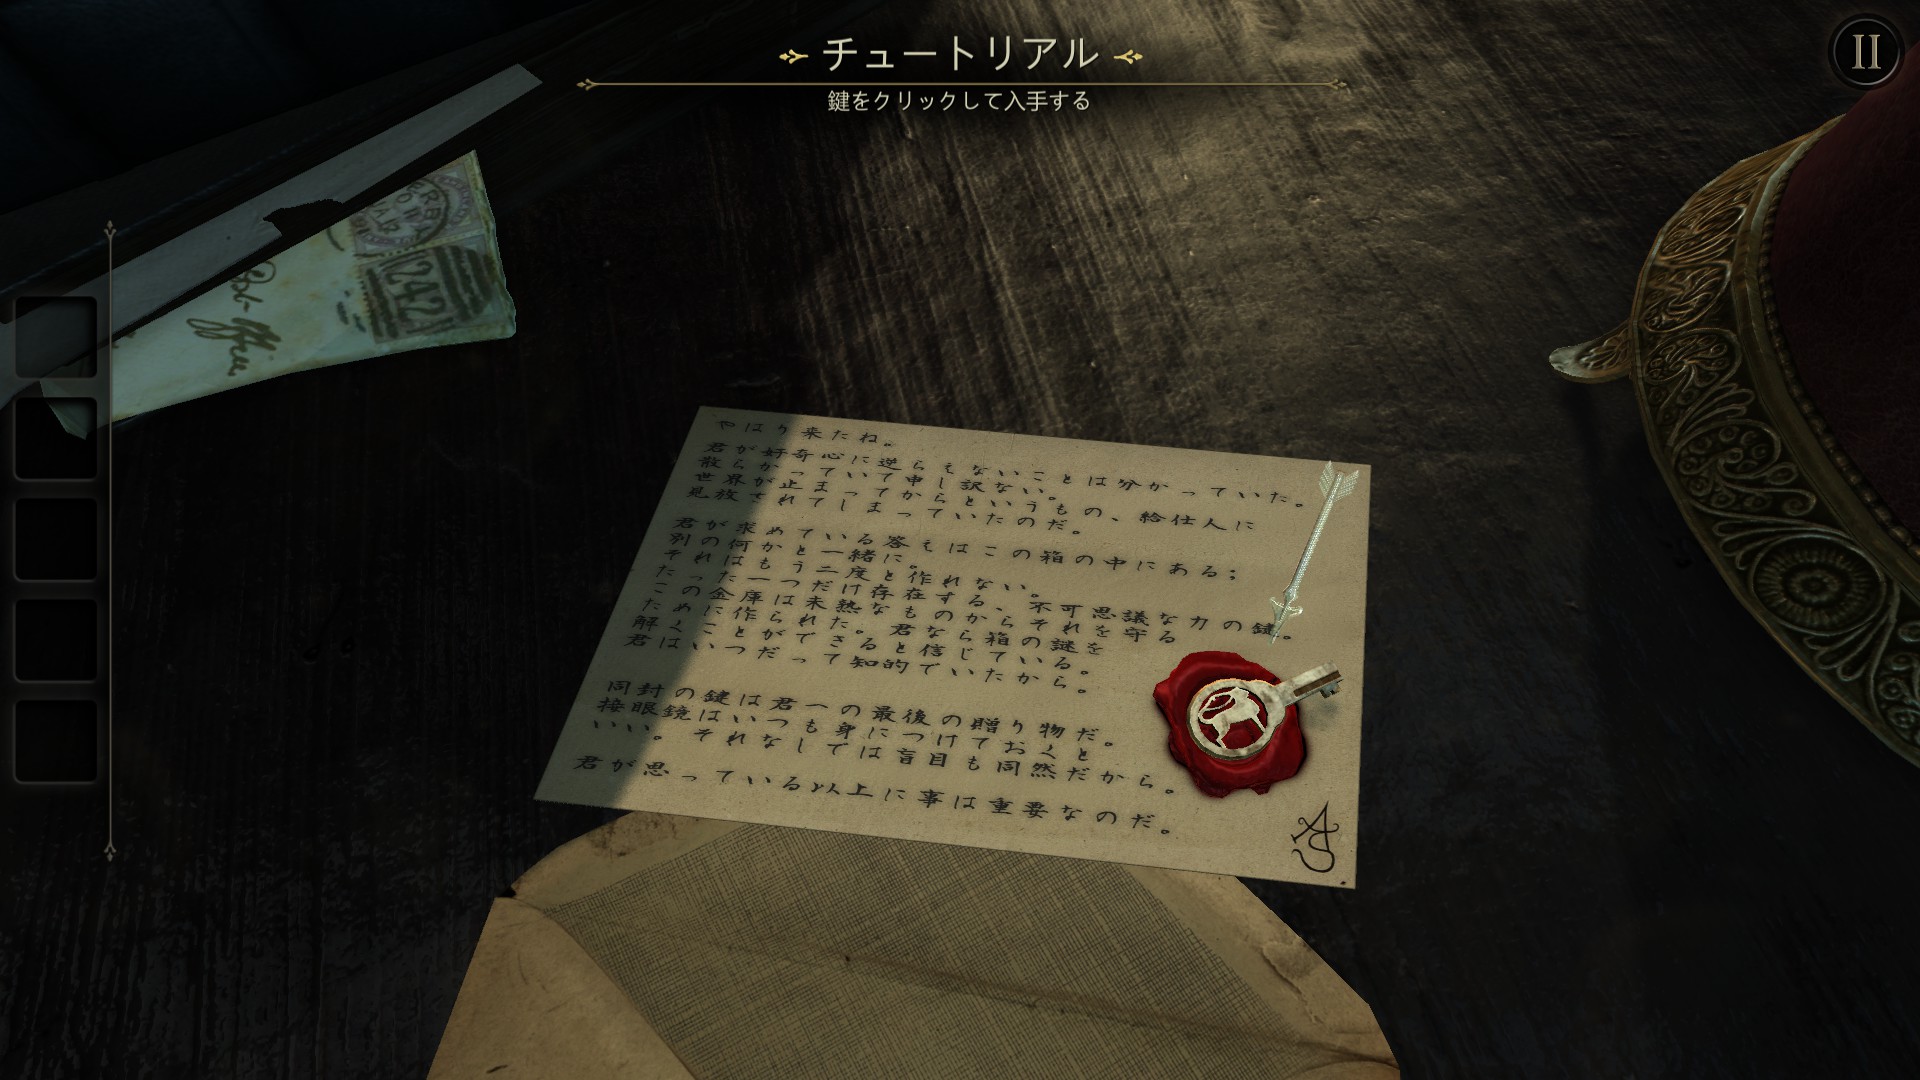 チュートリアル
鍵をクリックして入手する
やはり来たね。
君が好奇心に逆らえないことは分かっていた。
散らかっていて申し訳ない。
世界が止まってからというもの、給仕人に
見放されてしまっていたのだ。
君が求めている答えはこの箱の中にある;
別の何かと一緒に。
それはもう二度と作れない。
たった一つだけ存在する、不可思議な力の鍵。
この金庫は未熟なものからそれを守る
ために作られた。君なら箱の謎を
解くことができると信じている。
君はいつだって知的でいたから。
同封の鍵は君への最後の贈り物だ。
接眼鏡はいつも身につけておくと
いい。それなしでは盲目も同然だから。
君が思っている以上に事は重要なのだ。
AS
242